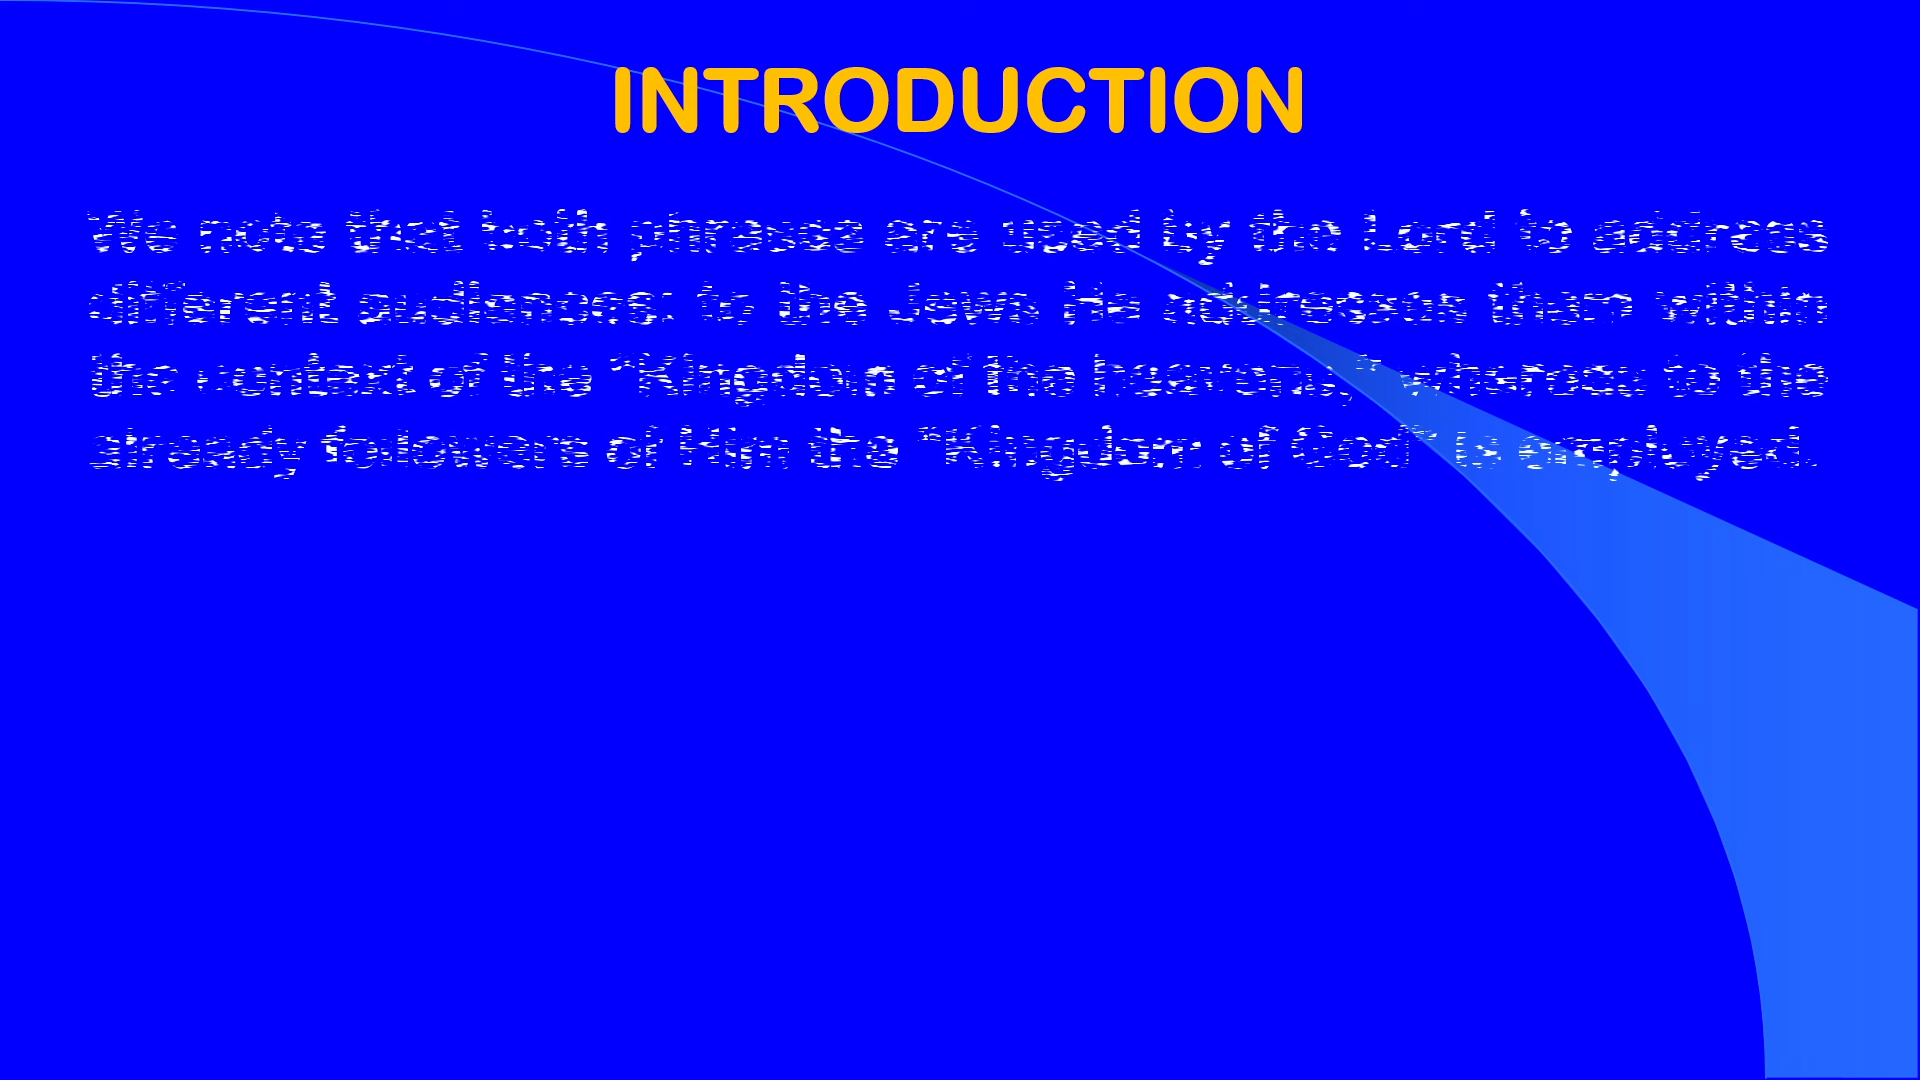 INTRODUCTION
We note that both phrases are used by the Lord to address
different audiences: to the Jews He addresses them within
the context of the "Kingdom of the heavens," whereas to the
already followers of Him the "Kingdom of God" is employed.